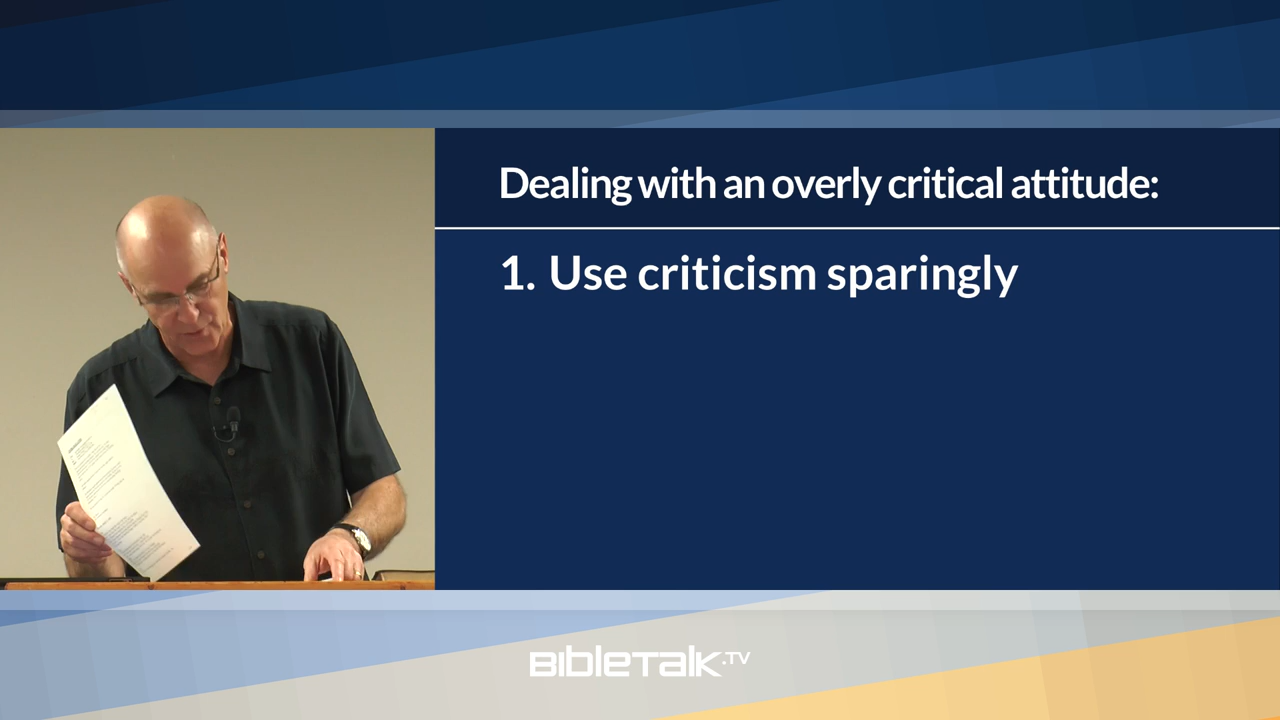 Dealing with an overly critical attitude:
1. Use criticism sparingly
BibleTalk.TV